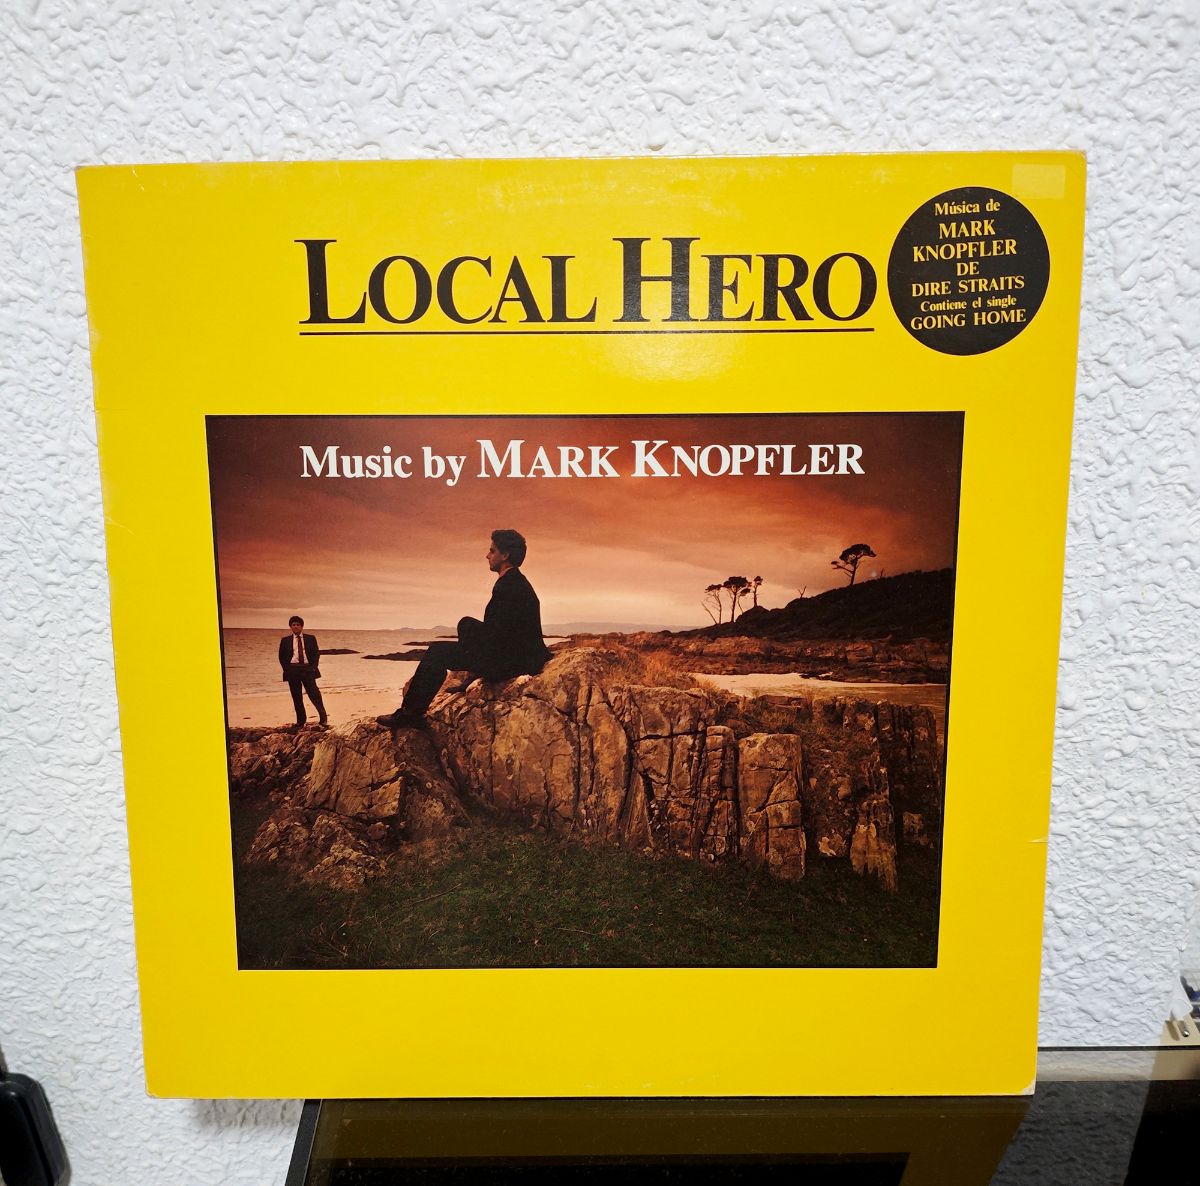 LOCAL HERO
Música de
MARK
KNOPFLER
DE
DIRE STRAITS
Contiene el single
GOING HOME
Music by MARK KNOPFLER